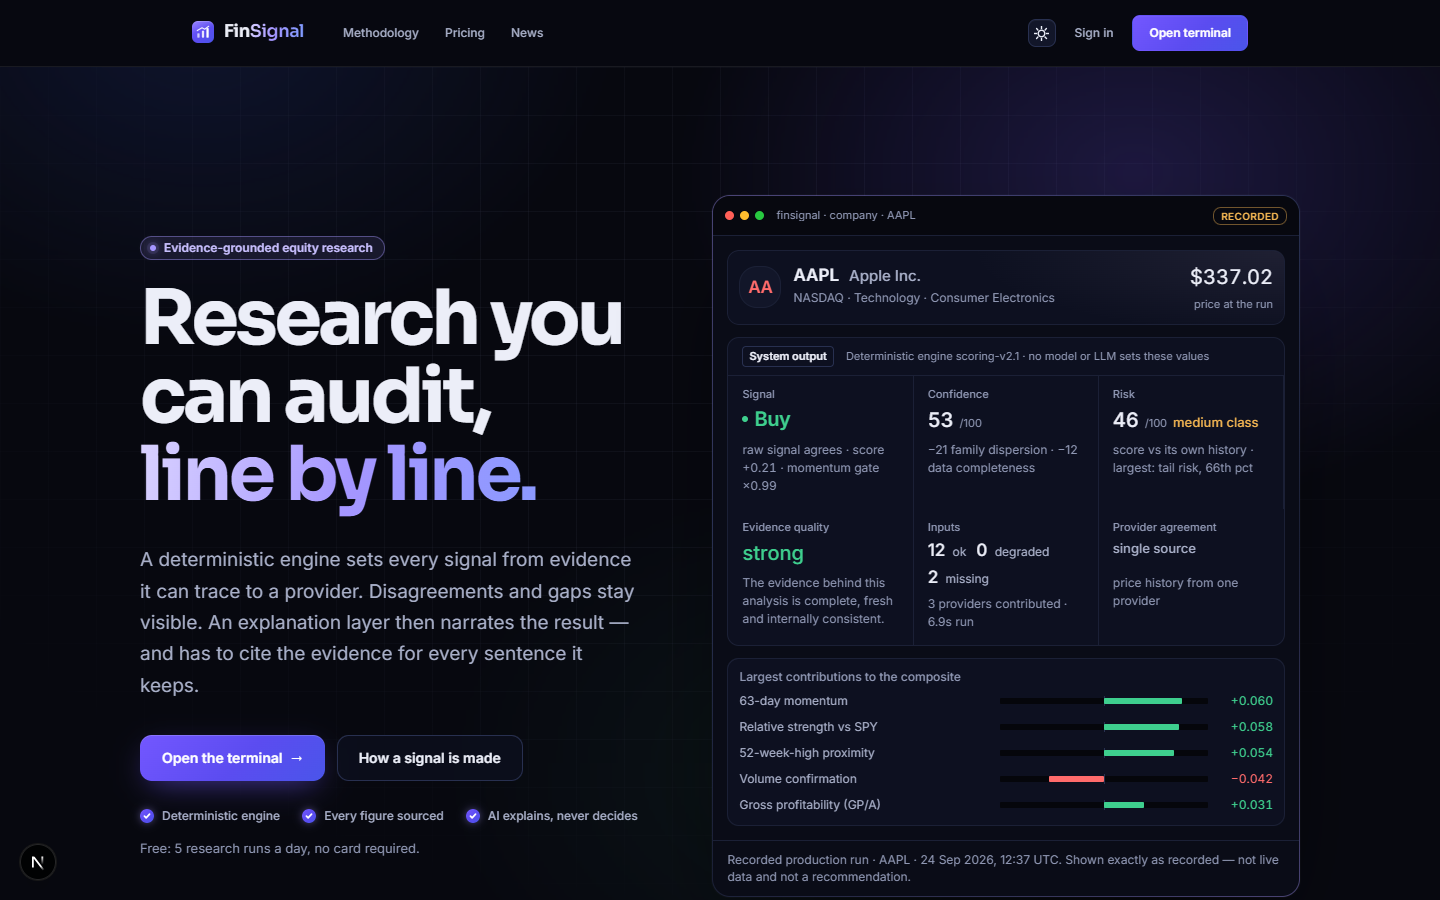 FinSignal
Methodology
Pricing
News
Sign in
Open terminal
Evidence-grounded equity research
Research you
can audit,
line by line.
A deterministic engine sets every signal from evidence
it can trace to a provider. Disagreements and gaps stay
visible. An explanation layer then narrates the result —
and has to cite the evidence for every sentence it
keeps.
Open the terminal →
How a signal is made
Deterministic engine
Every figure sourced
AI explains, never decides
Free: 5 research runs a day, no card required.
N
finsignal · company · AAPL
RECORDED
AA
AAPL Apple Inc.
NASDAQ · Technology · Consumer Electronics
$337.02
price at the run
System output
Deterministic engine scoring-v2.1 · no model or LLM sets these values
Signal
• Buy
raw signal agrees · score
+0.21 · momentum gate
×0.99
Confidence
53 /100
−21 family dispersion · −12
data completeness
Risk
46 /100 medium class
score vs its own history ·
largest: tail risk, 66th pct
Evidence quality
strong
The evidence behind this
analysis is complete, fresh
and internally consistent.
Inputs
12 ok 0 degraded
2 missing
3 providers contributed ·
6.9s run
Provider agreement
single source
price history from one
provider
Largest contributions to the composite
63-day momentum +0.060
Relative strength vs SPY +0.058
52-week-high proximity +0.054
Volume confirmation −0.042
Gross profitability (GP/A) +0.031
Recorded production run · AAPL · 24 Sep 2026, 12:37 UTC. Shown exactly as recorded — not live
data and not a recommendation.